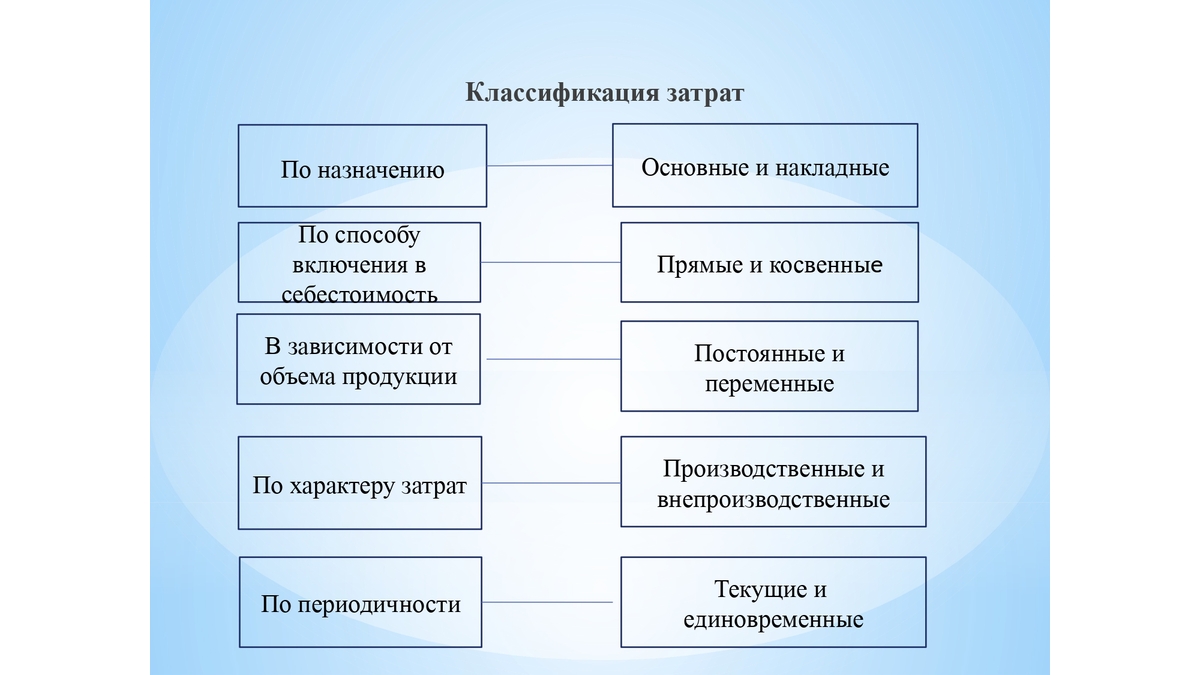 Классификация затрат
По назначению
Основные и накладные
По способу
включения в
себестоимость
Прямые и косвенные
В зависимости от
объема продукции
Постоянные и
переменные
По характеру затрат
Производственные и
внепроизводственные
По периодичности
Текущие и
единовременные